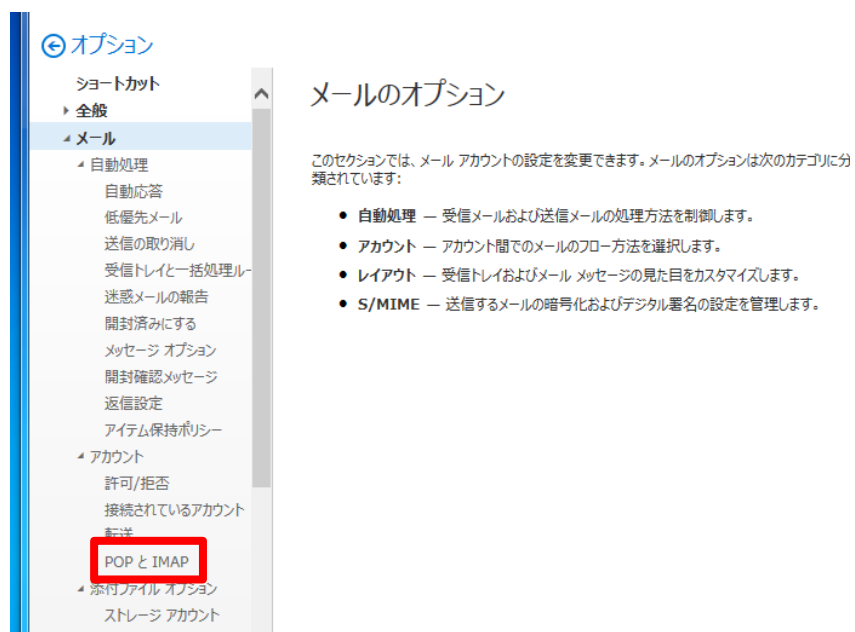 オプション
ショートカット
全般
メール
自動処理
自動応答
低優先メール
送信の取り消し
受信トレイと一括処理ルー
迷惑メールの報告
開封済みにする
メッセージ オプション
開封確認メッセージ
返信設定
アイテム保持ポリシー
アカウント
許可/拒否
接続されているアカウント
転送
POP と IMAP
添付ファイル オプション
ストレージ アカウント
メールのオプション
このセクションでは、メール アカウントの設定を変更できます。メールのオプションは次のカテゴリに分
類されています:
● 自動処理 — 受信メールおよび送信メールの処理方法を制御します。
● アカウント — アカウント間でのメールのフロー方法を選択します。
● レイアウト — 受信トレイおよびメール メッセージの見た目をカスタマイズします。
● S/MIME — 送信するメールの暗号化およびデジタル署名の設定を管理します。